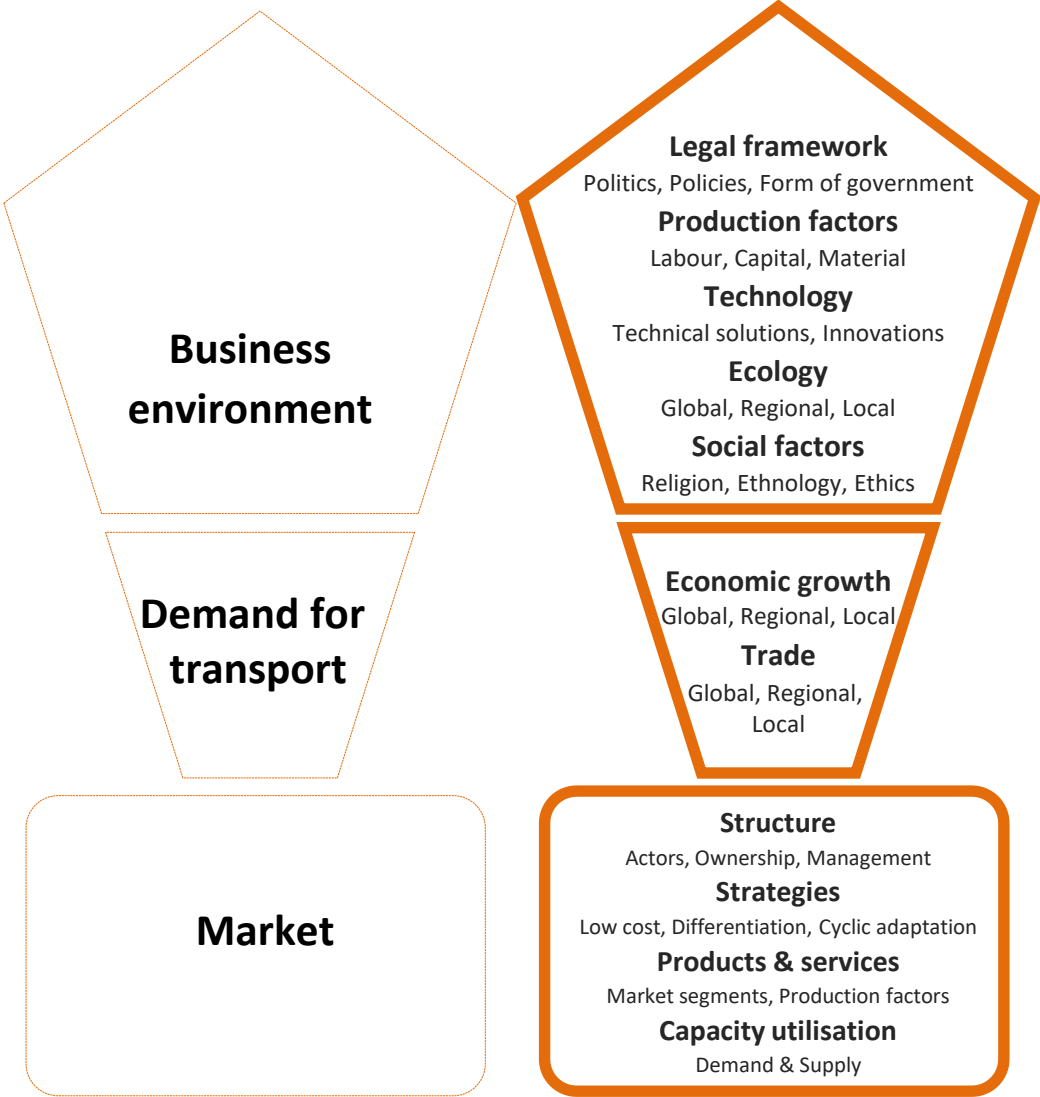 Business
environment
Legal framework
Politics, Policies, Form of government
Production factors
Labour, Capital, Material
Technology
Technical solutions, Innovations
Ecology
Global, Regional, Local
Social factors
Religion, Ethnology, Ethics
Demand for
transport
Economic growth
Global, Regional, Local
Trade
Global, Regional,
Local
Market
Structure
Actors, Ownership, Management
Strategies
Low cost, Differentiation, Cyclic adaptation
Products & services
Market segments, Production factors
Capacity utilisation
Demand & Supply